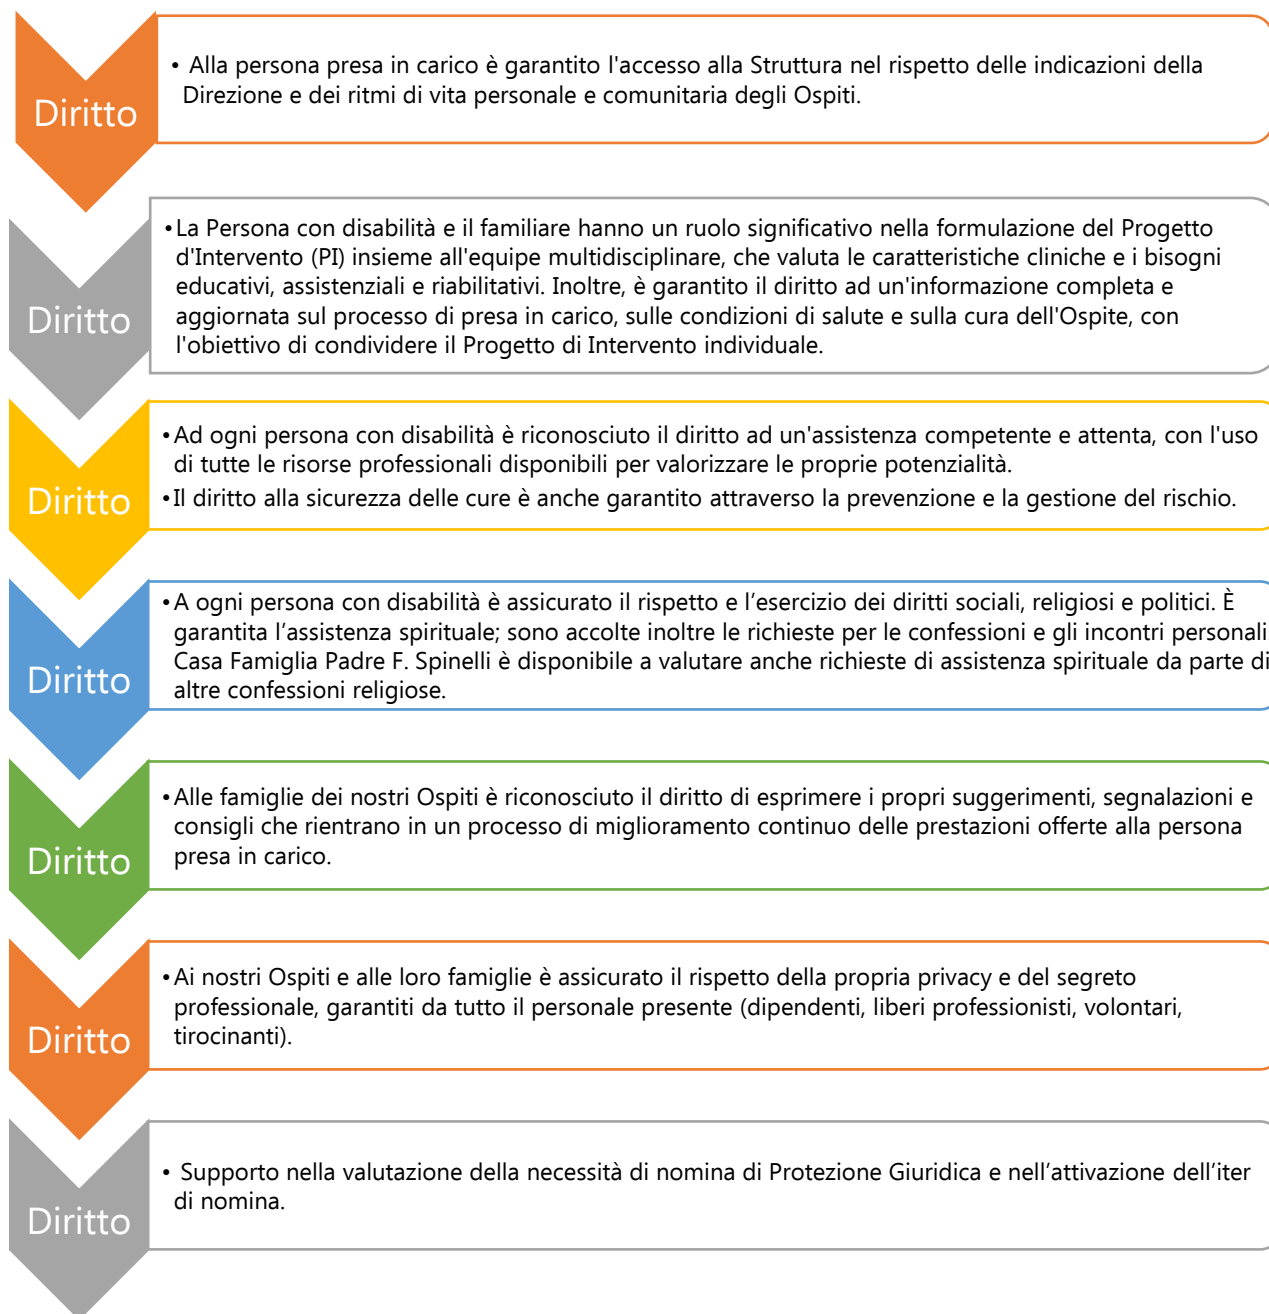 Diritto
• Alla persona presa in carico è garantito l'accesso alla Struttura nel rispetto delle indicazioni della
Direzione e dei ritmi di vita personale e comunitaria degli Ospiti.
Diritto
•La Persona con disabilità e il familiare hanno un ruolo significativo nella formulazione del Progetto
d'Intervento (PI) insieme all'equipe multidisciplinare, che valuta le caratteristiche cliniche e i bisogni
educativi, assistenziali e riabilitativi. Inoltre, è garantito il diritto ad un'informazione completa e
aggiornata sul processo di presa in carico, sulle condizioni di salute e sulla cura dell'Ospite, con
l'obiettivo di condividere il Progetto di Intervento individuale.
Diritto
•Ad ogni persona con disabilità è riconosciuto il diritto ad un'assistenza competente e attenta, con l'uso
di tutte le risorse professionali disponibili per valorizzare le proprie potenzialità.
•Il diritto alla sicurezza delle cure è anche garantito attraverso la prevenzione e la gestione del rischio.
Diritto
•A ogni persona con disabilità è assicurato il rispetto e l’esercizio dei diritti sociali, religiosi e politici. È
garantita l’assistenza spirituale; sono accolte inoltre le richieste per le confessioni e gli incontri personali
Casa Famiglia Padre F. Spinelli è disponibile a valutare anche richieste di assistenza spirituale da parte di
altre confessioni religiose.
Diritto
•Alle famiglie dei nostri Ospiti è riconosciuto il diritto di esprimere i propri suggerimenti, segnalazioni e
consigli che rientrano in un processo di miglioramento continuo delle prestazioni offerte alla persona
presa in carico.
Diritto
•Ai nostri Ospiti e alle loro famiglie è assicurato il rispetto della propria privacy e del segreto
professionale, garantiti da tutto il personale presente (dipendenti, liberi professionisti, volontari,
tirocinanti).
Diritto
• Supporto nella valutazione della necessità di nomina di Protezione Giuridica e nell’attivazione dell’iter
di nomina.